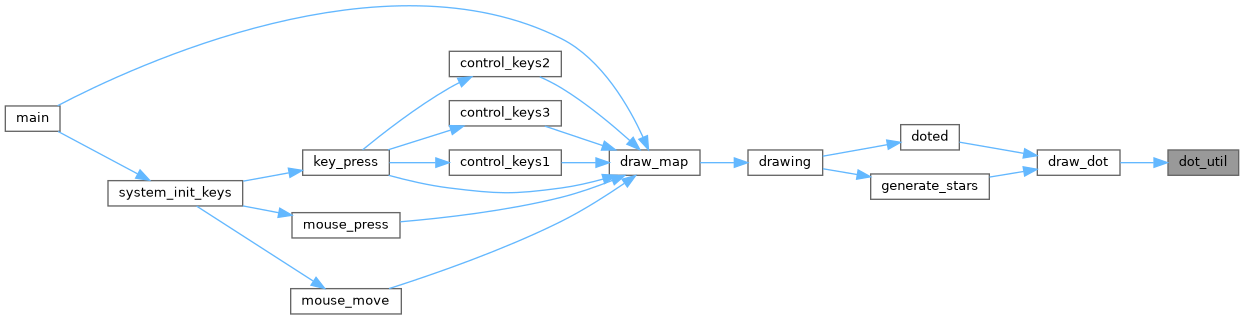 main
system_init_keys
key_press
mouse_press
mouse_move
control_keys2
control_keys3
control_keys1
draw_map
drawing
doted
generate_stars
draw_dot
dot_util